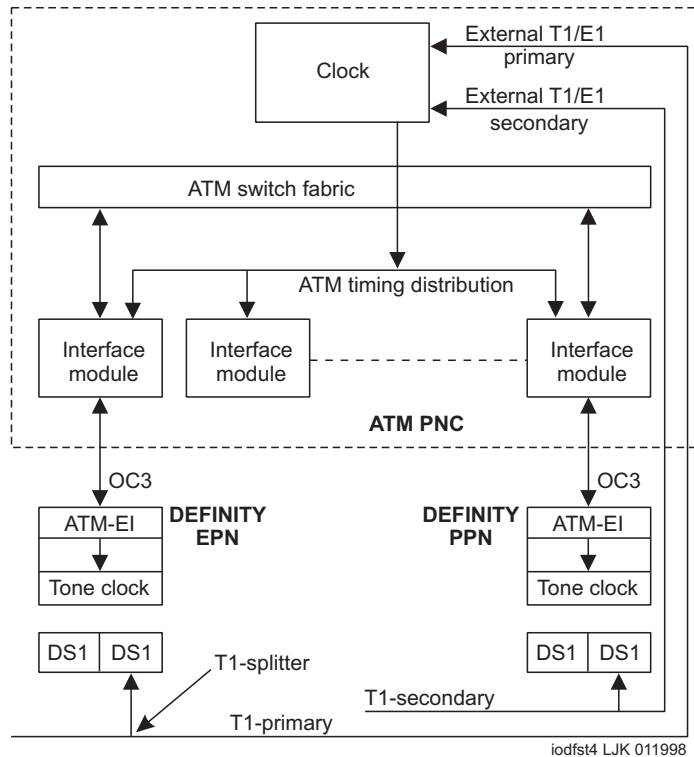 External T1/E1
primary
Clock
External T1/E1
secondary
ATM switch fabric
ATM timing distribution
Interface
module
Interface
module
Interface
module
ATM PNC
OC3
OC3
ATM-EI
DEFINITY
EPN
DEFINITY
PPN
ATM-EI
Tone clock
Tone clock
DS1
DS1
DS1
DS1
T1-splitter
T1-secondary
T1-primary
iodfst4 LJK 011998